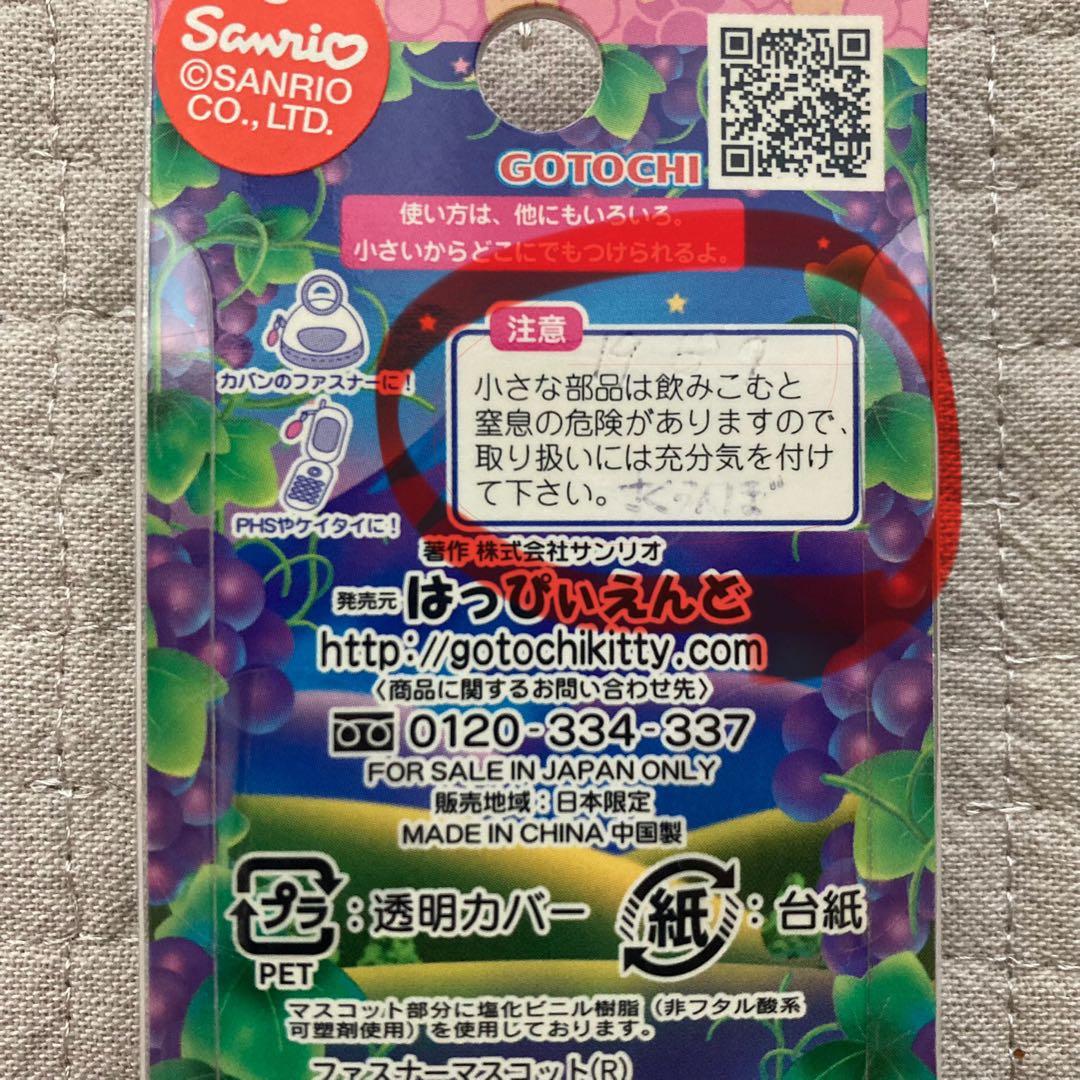 Sanrio
©SANRIO
CO., LTD.
GOTOCHI
使い方は、他にもいろいろ。
小さいからどこにでもつけられるよ。
注意
小さな部品は飲みこむと
窒息の危険がありますので、
取り扱いには充分気を付け
て下さい。
さくらんぼ
カバンのファスナーに!
PHSやケイタイに!
著作 株式会社サンリオ
発売元 はっぴぃえんど
http://gotochikitty.com
〈商品に関するお問い合わせ先〉
0120-334-337
FOR SALE IN JAPAN ONLY
販売地域:日本限定
MADE IN CHINA 中国製
プラ:透明カバー
PET
紙:台紙
マスコット部分に塩化ビニル樹脂(非フタル酸系
可塑剤使用)を使用しております。
ファスナーマスコット(R)